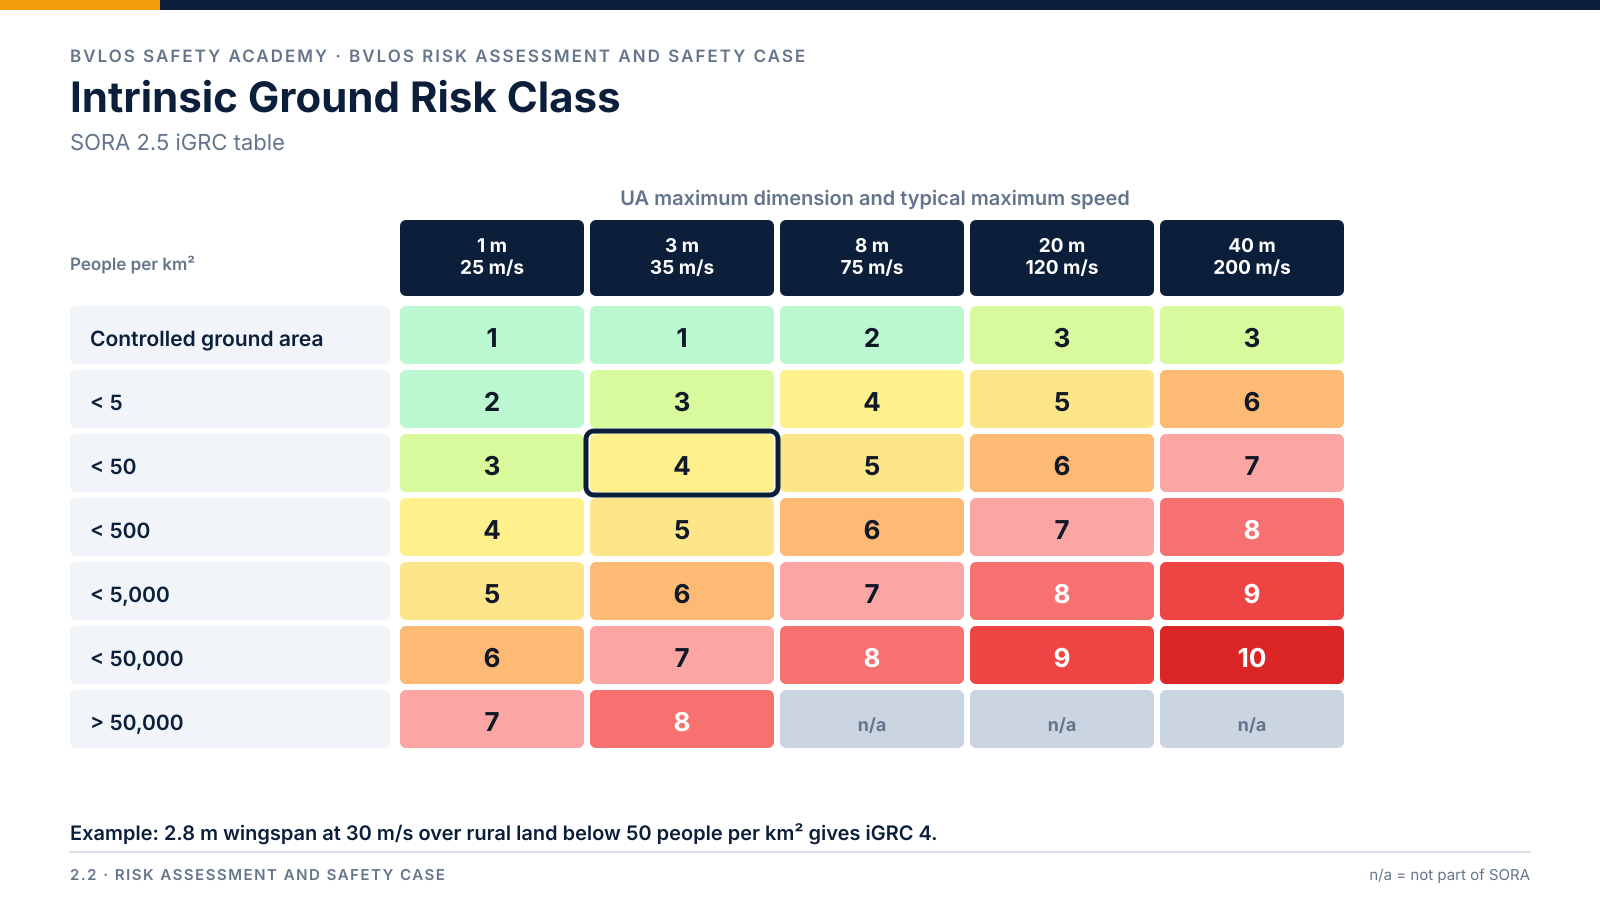 BVLOS SAFETY ACADEMY · BVLOS RISK ASSESSMENT AND SAFETY CASE
Intrinsic Ground Risk Class
SORA 2.5 iGRC table
UA maximum dimension and typical maximum speed
People per km²
1 m
25 m/s
3 m
35 m/s
8 m
75 m/s
20 m
120 m/s
40 m
200 m/s
Controlled ground area 1 1 2 3 3
< 5 2 3 4 5 6
< 50 3 4 5 6 7
< 500 4 5 6 7 8
< 5,000 5 6 7 8 9
< 50,000 6 7 8 9 10
> 50,000 7 8 n/a n/a n/a
Example: 2.8 m wingspan at 30 m/s over rural land below 50 people per km² gives iGRC 4.
2.2 · RISK ASSESSMENT AND SAFETY CASE
n/a = not part of SORA